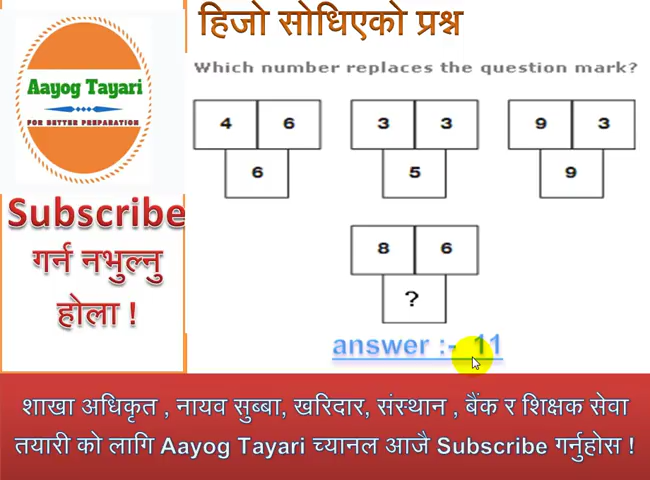 हिजो सोधिएको प्रश्न
Aayog Tayari
FOR BETTER PREPARATION
Which number replaces the question mark?
4 6
6
3 3
5
9 3
9
8 6
?
answer :- 11
Subscribe
गर्न नभुल्नु
होला !
शाखा अधिकृत , नायव सुब्बा, खरिदार, संस्थान , बैंक र शिक्षक सेवा
तयारी को लागि Aayog Tayari च्यानल आजै Subscribe गर्नुहोस !